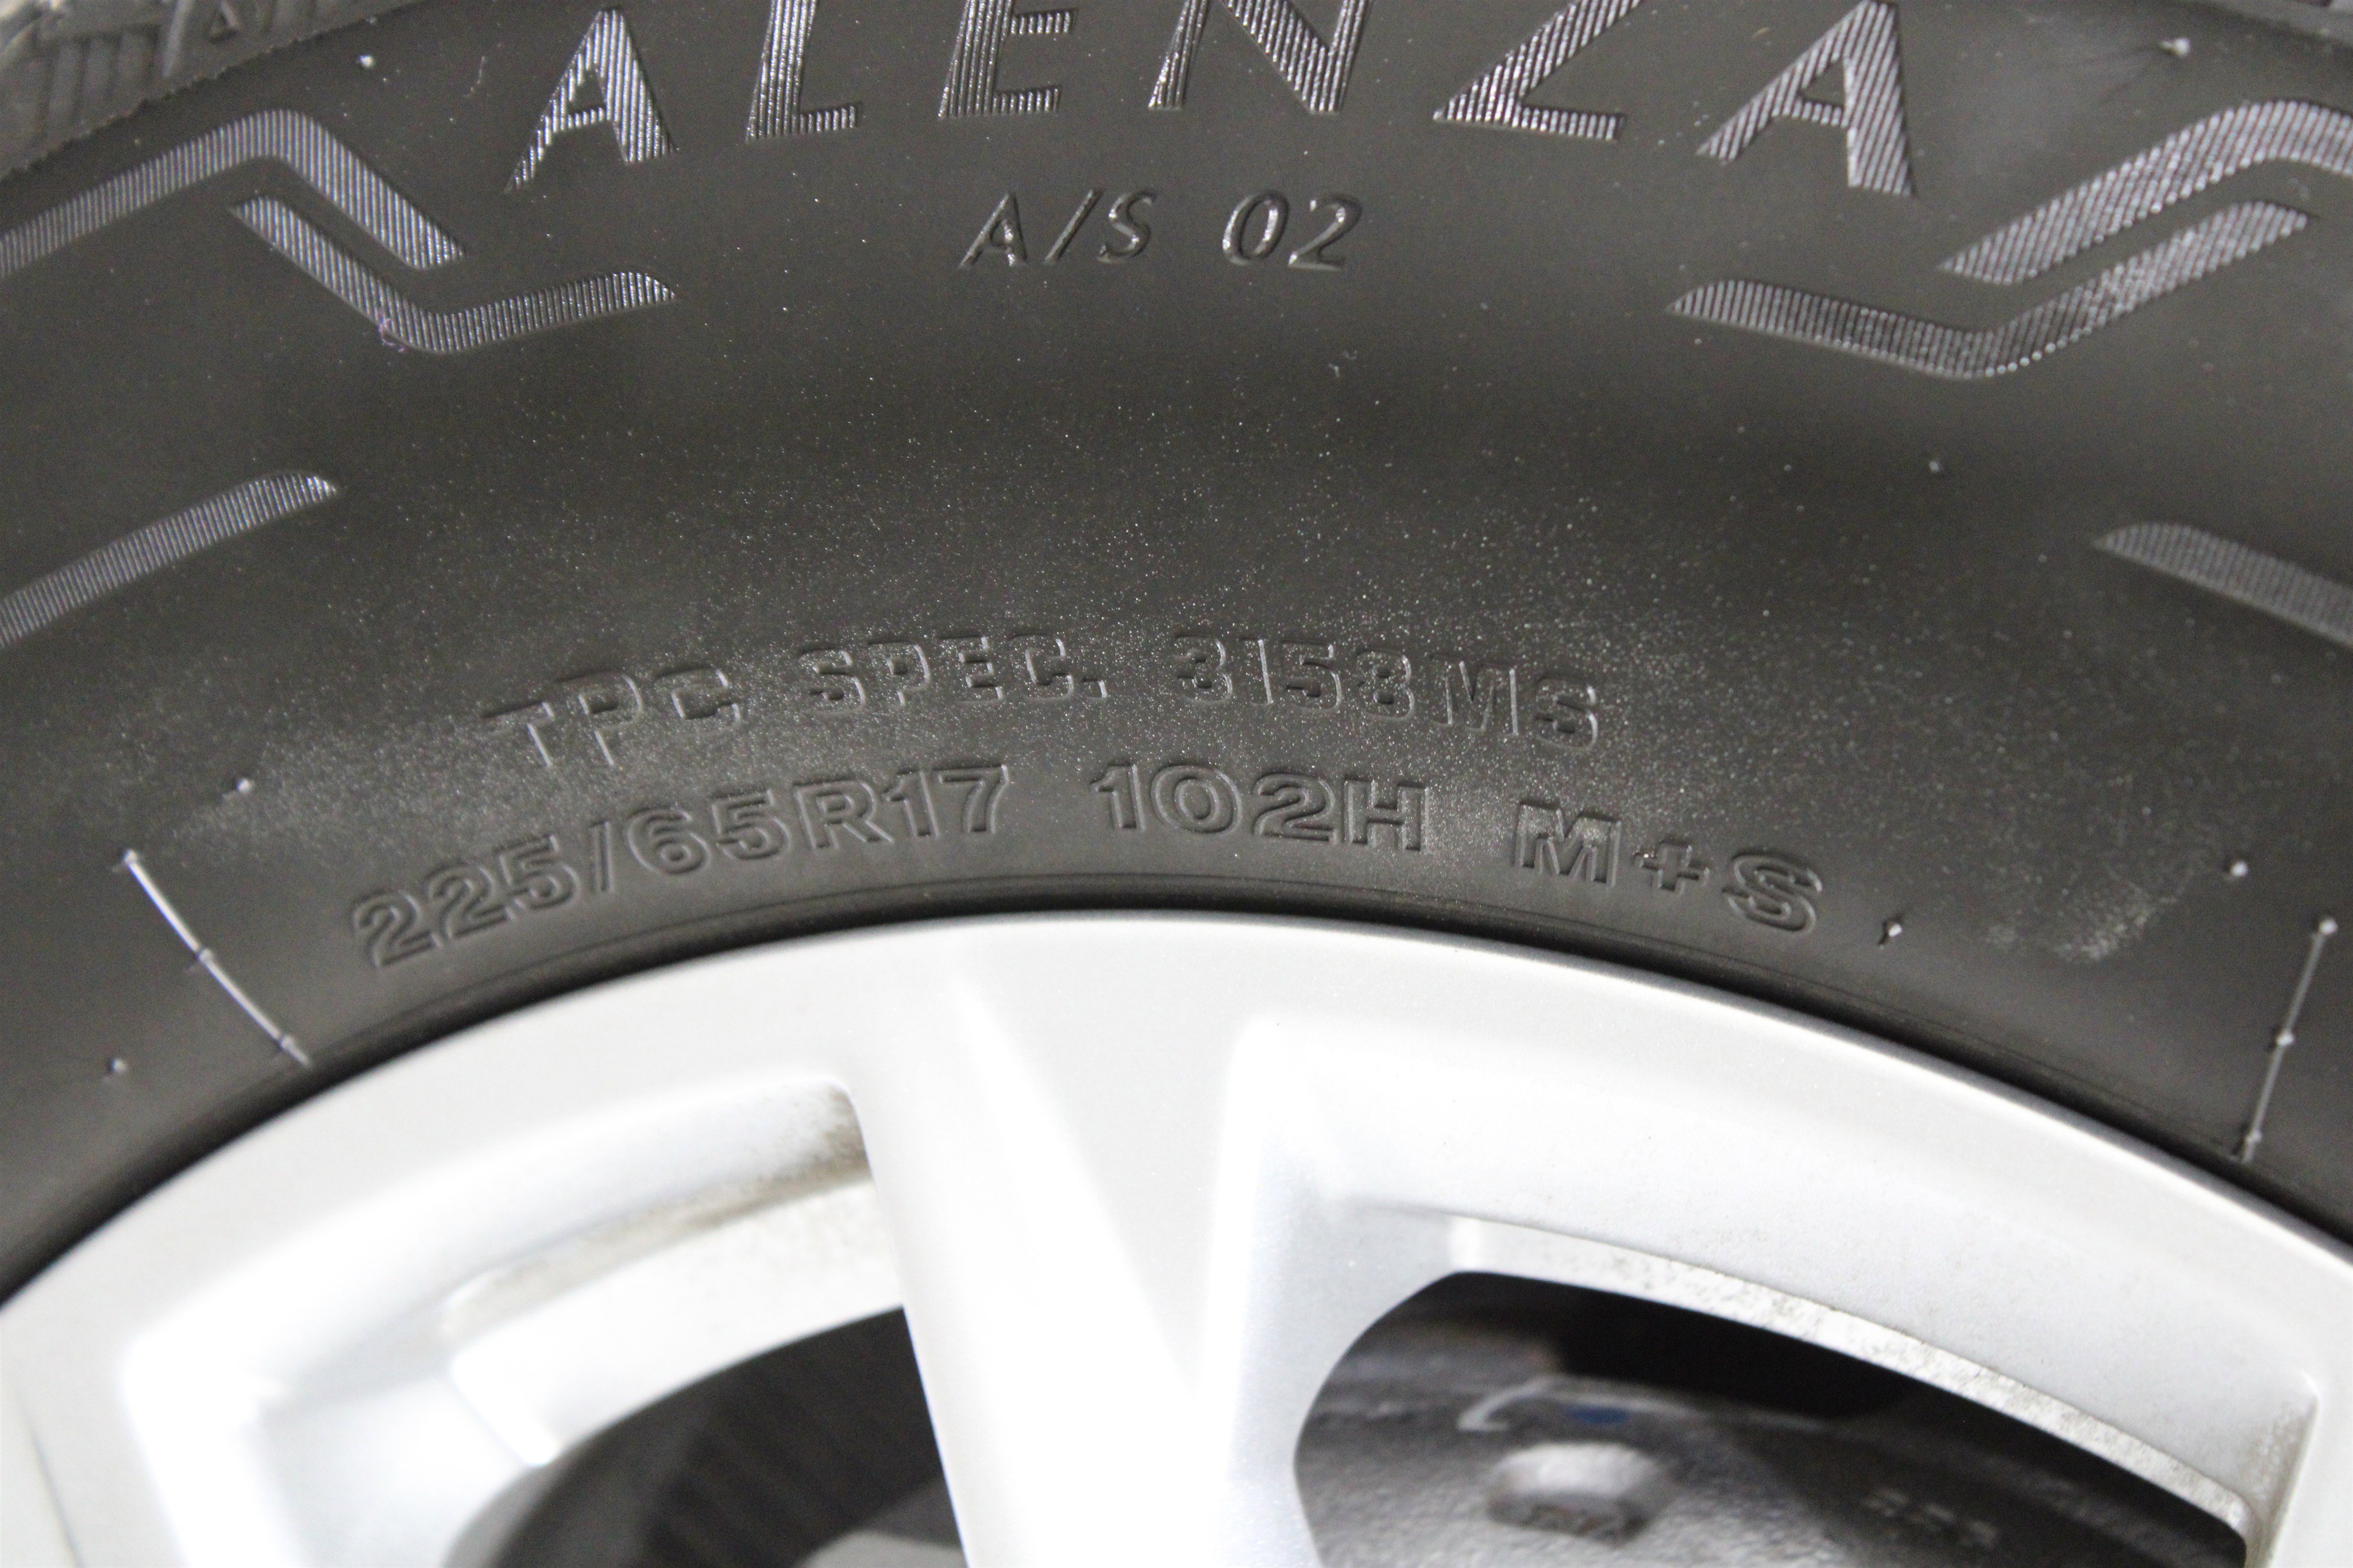 ALENZA
A/S 02
TPC SPEC. 3158MS
225/65R17 102H M+S